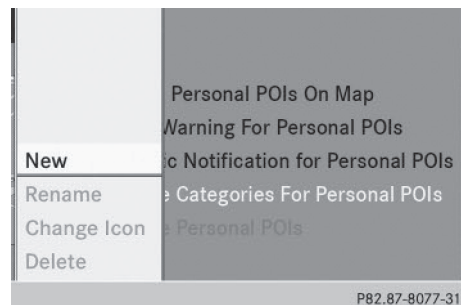 Personal POIs On Map
Warning For Personal POIs
New
ic Notification for Personal POIs
Rename
e Categories For Personal POIs
Change Icon
e Personal POIs
Delete
P82.87-8077-31